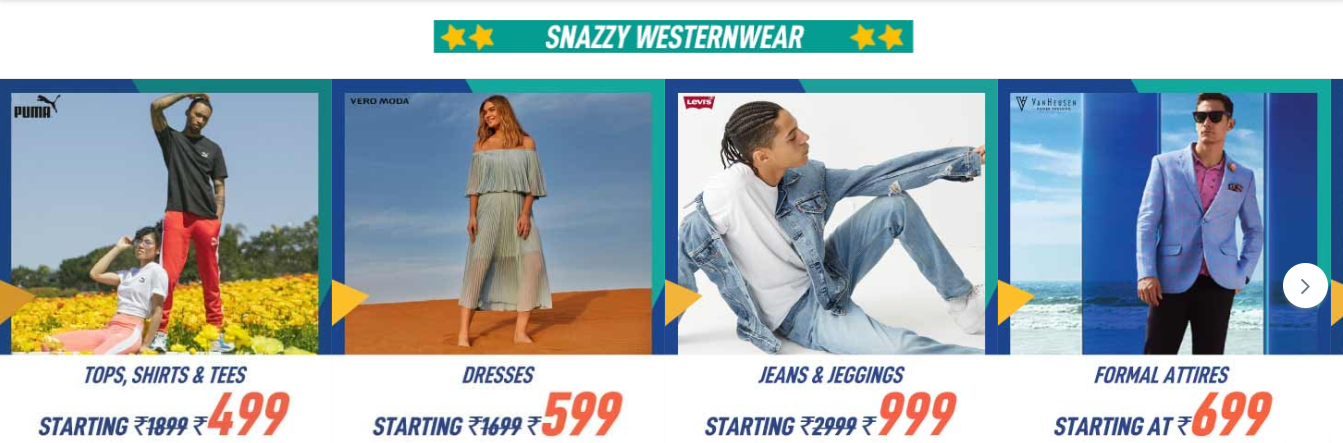 SNAZZY WESTERNWEAR
PUMA
TOPS, SHIRTS & TEES
STARTING ₹1899 ₹499
VERO MODA
DRESSES
STARTING ₹1699 ₹599
Levi's
JEANS & JEGGINGS
STARTING ₹2999 ₹999
VAN HEUSEN
FORMAL ATTIRES
STARTING AT ₹699